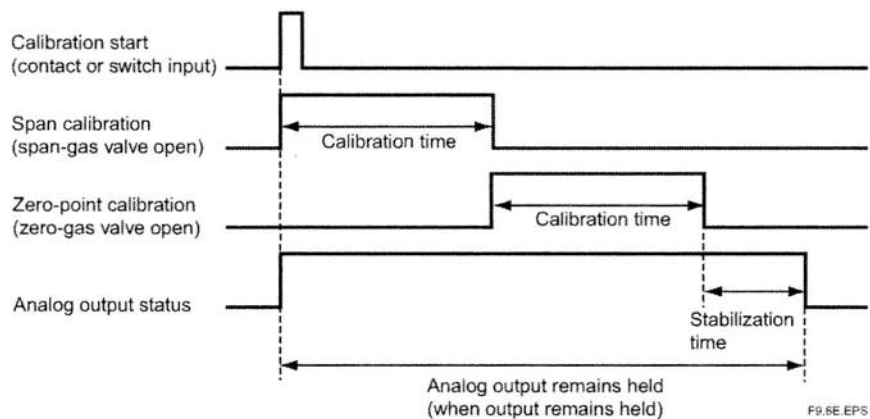 Calibration start
(contact or switch input)
Span calibration
(span-gas valve open)
Calibration time
Zero-point calibration
(zero-gas valve open)
Calibration time
Analog output status
Stabilization
time
Analog output remains held
(when output remains held)
F9.6E.EPS